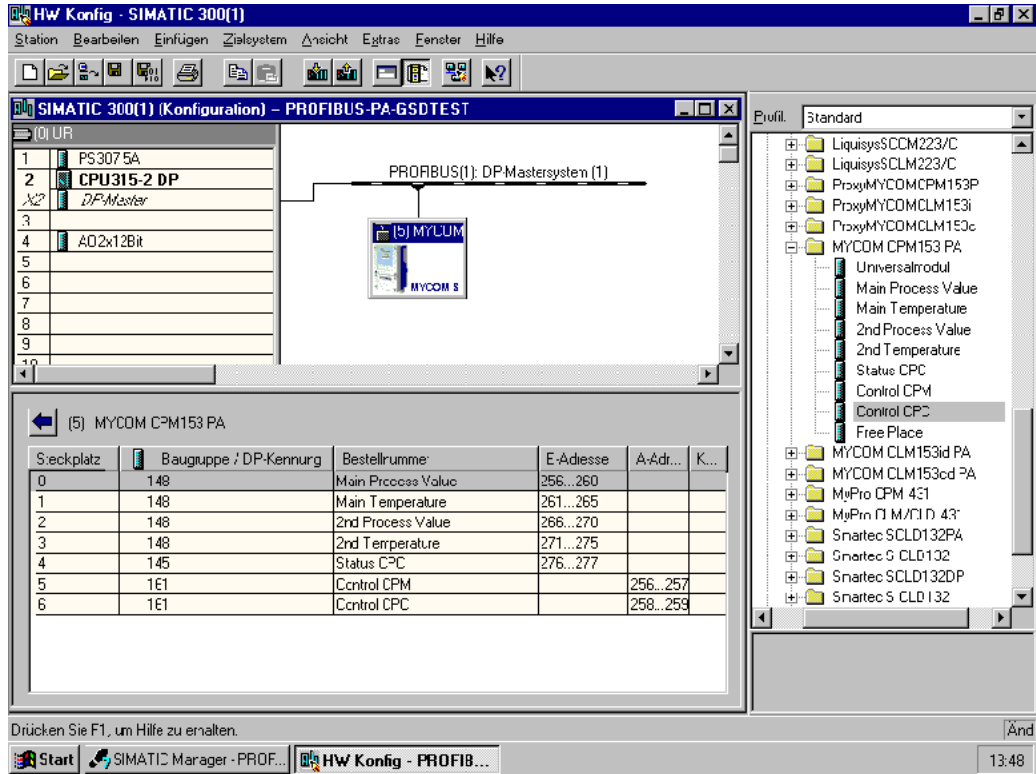 HW Konfig - SIMATIC 300(1)
Station Bearbeiten Einfügen Zielsystem Ansicht Extras Fenster Hilfe
SIMATIC 300(1) (Konfiguration) – PROFIBUS-PA-GSDTEST
(0) UR
1 PS307 5A
2 CPU315-2 DP
X2 DP-Master
3
4 AO2x12Bit
5
6
7
8
9
10
PROFIBUS(1): DP-Mastersystem (1)
(5) MYCOM
MYCOM S
Profil: Standard
LiquisysSCCM223/C
LiquisysSCLM223/C
ProxyMYCOMCPM153P
ProxyMYCOMCLM153i
ProxyMYCOMCLM153c
MYCOM CPM153 PA
Universalmodul
Main Process Value
Main Temperature
2nd Process Value
2nd Temperature
Status CPC
Control CPM
Control CPC
Free Place
MYCOM CLM153id PA
MYCOM CLM153cd PA
MyPro CPM 431
MyPro CLM/CLD 431
Smartec SCLD132PA
Smartec S CLD132
Smartec SCLD132DP
Smartec S CLD132
(5) MYCOM CPM153 PA
Steckplatz Baugruppe / DP-Kennung Bestellnummer E-Adresse A-Adr... K...
0 148 Main Process Value 256...260
1 148 Main Temperature 261...265
2 148 2nd Process Value 266...270
3 148 2nd Temperature 271...275
4 145 Status CPC 276...277
5 161 Control CPM 256...257
6 161 Control CPC 258...259
Drücken Sie F1, um Hilfe zu erhalten.
Änd
Start SIMATIC Manager - PROF... HW Konfig - PROFIB... 13:48